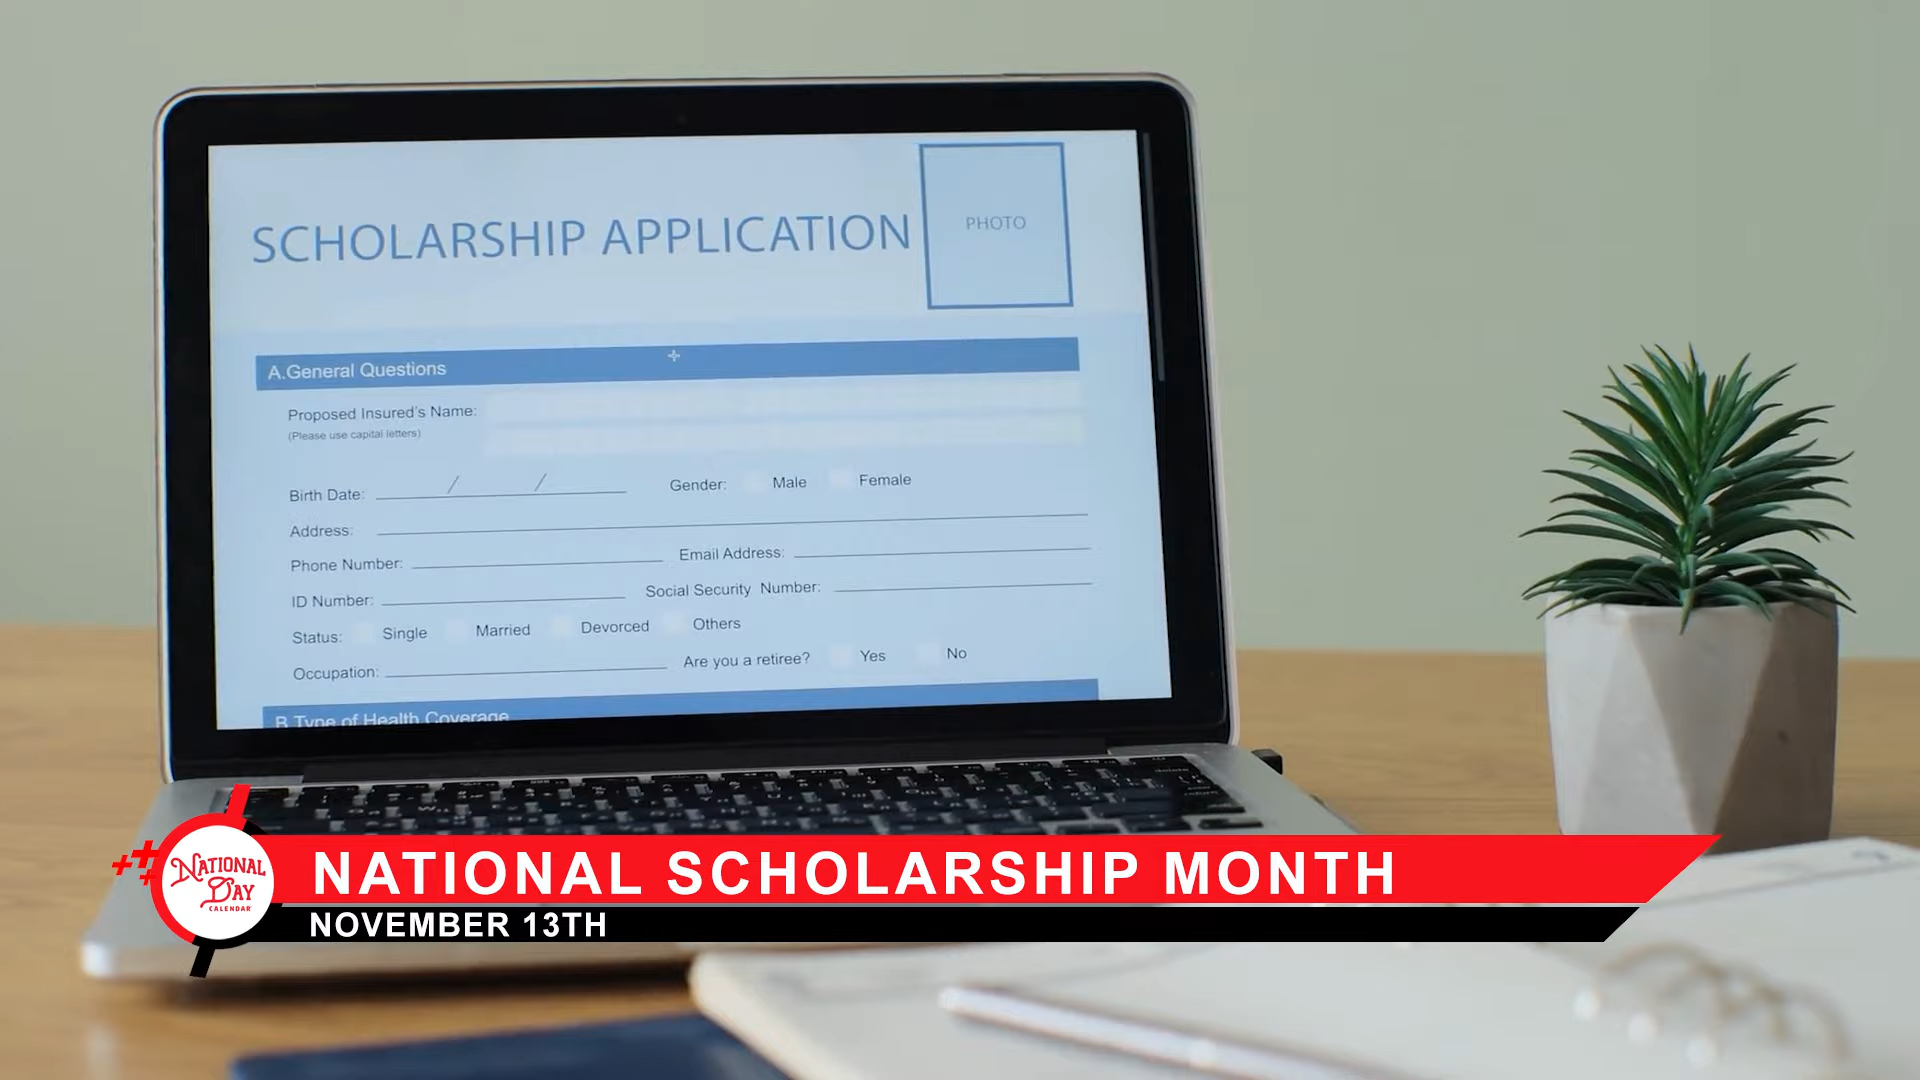 SCHOLARSHIP APPLICATION
PHOTO
A.General Questions
Proposed Insured's Name:
(Please use capital letters)
Birth Date: / / Gender: Male Female
Address:
Phone Number: Email Address:
ID Number: Social Security Number:
Status: Single Married Devorced Others
Occupation: Are you a retiree? Yes No
B.Type of Health Coverage
NATIONAL DAY CALENDAR
NATIONAL SCHOLARSHIP MONTH
NOVEMBER 13TH